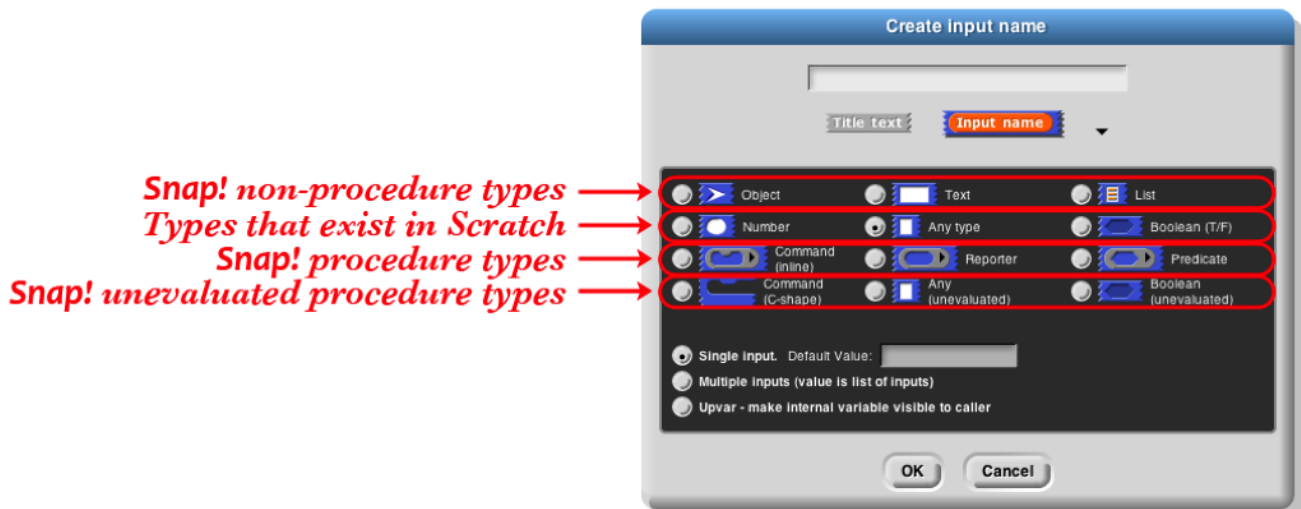 Create input name
Title text Input name
Snap! non-procedure types Object Text List
Types that exist in Scratch Number Any type Boolean (T/F)
Snap! procedure types Command (inline) Reporter Predicate
Snap! unevaluated procedure types Command (C-shape) Any (unevaluated) Boolean (unevaluated)
Single input. Default Value:
Multiple inputs (value is list of inputs)
Upvar - make internal variable visible to caller
OK Cancel